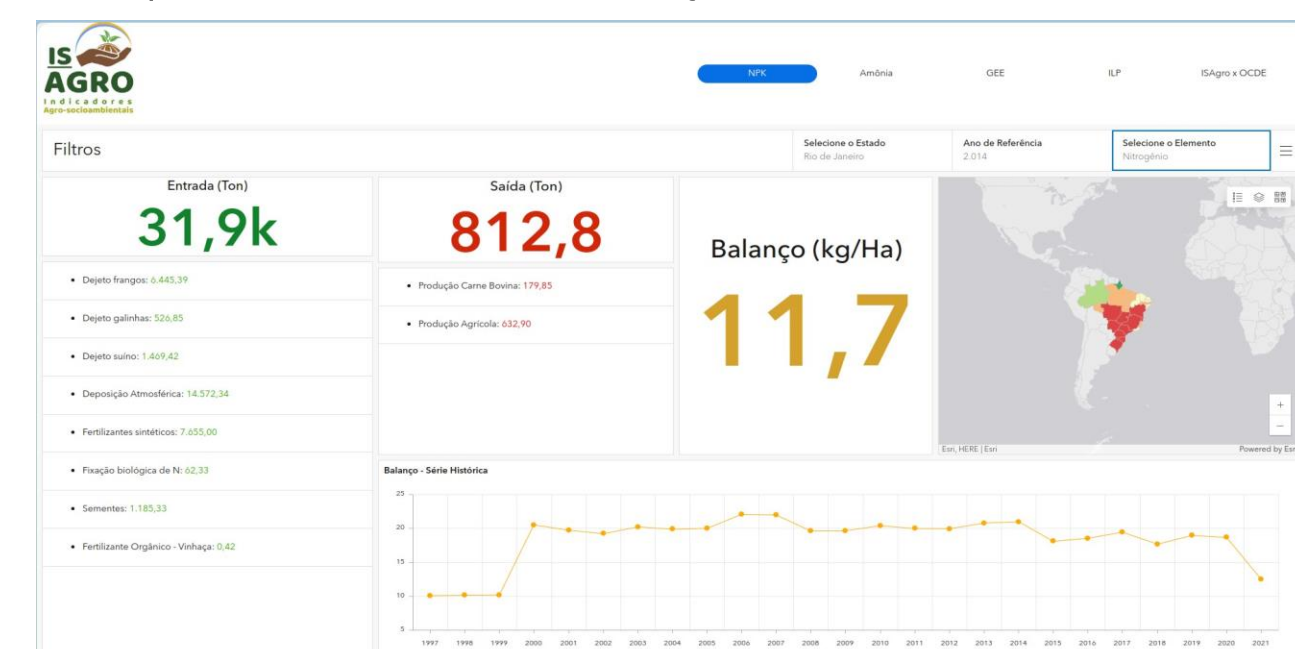 IS
AGRO
Indicadores
Agro-socioambientais
NPK
Amônia
GEE
ILP
ISAgro x OCDE
Filtros
Selecione o Estado
Rio de Janeiro
Ano de Referência
2.014
Selecione o Elemento
Nitrogênio
Entrada (Ton)
31,9k
• Dejeto frangos: 6.445,39
• Dejeto galinhas: 526,85
• Dejeto suíno: 1.469,42
• Deposição Atmosférica: 14.572,34
• Fertilizantes sintéticos: 7.655,00
• Fixação biológica de N: 62,33
• Sementes: 1.185,33
• Fertilizante Orgânico - Vinhaça: 0,42
Saída (Ton)
812,8
• Produção Carne Bovina: 179,85
• Produção Agrícola: 632,90
Balanço (kg/Ha)
11,7
+
−
Esri, HERE | Esri
Powered by Esr
Balanço - Série Histórica
25
20
15
10
5
1997 1998 1999 2000 2001 2002 2003 2004 2005 2006 2007 2008 2009 2010 2011 2012 2013 2014 2015 2016 2017 2018 2019 2020 2021